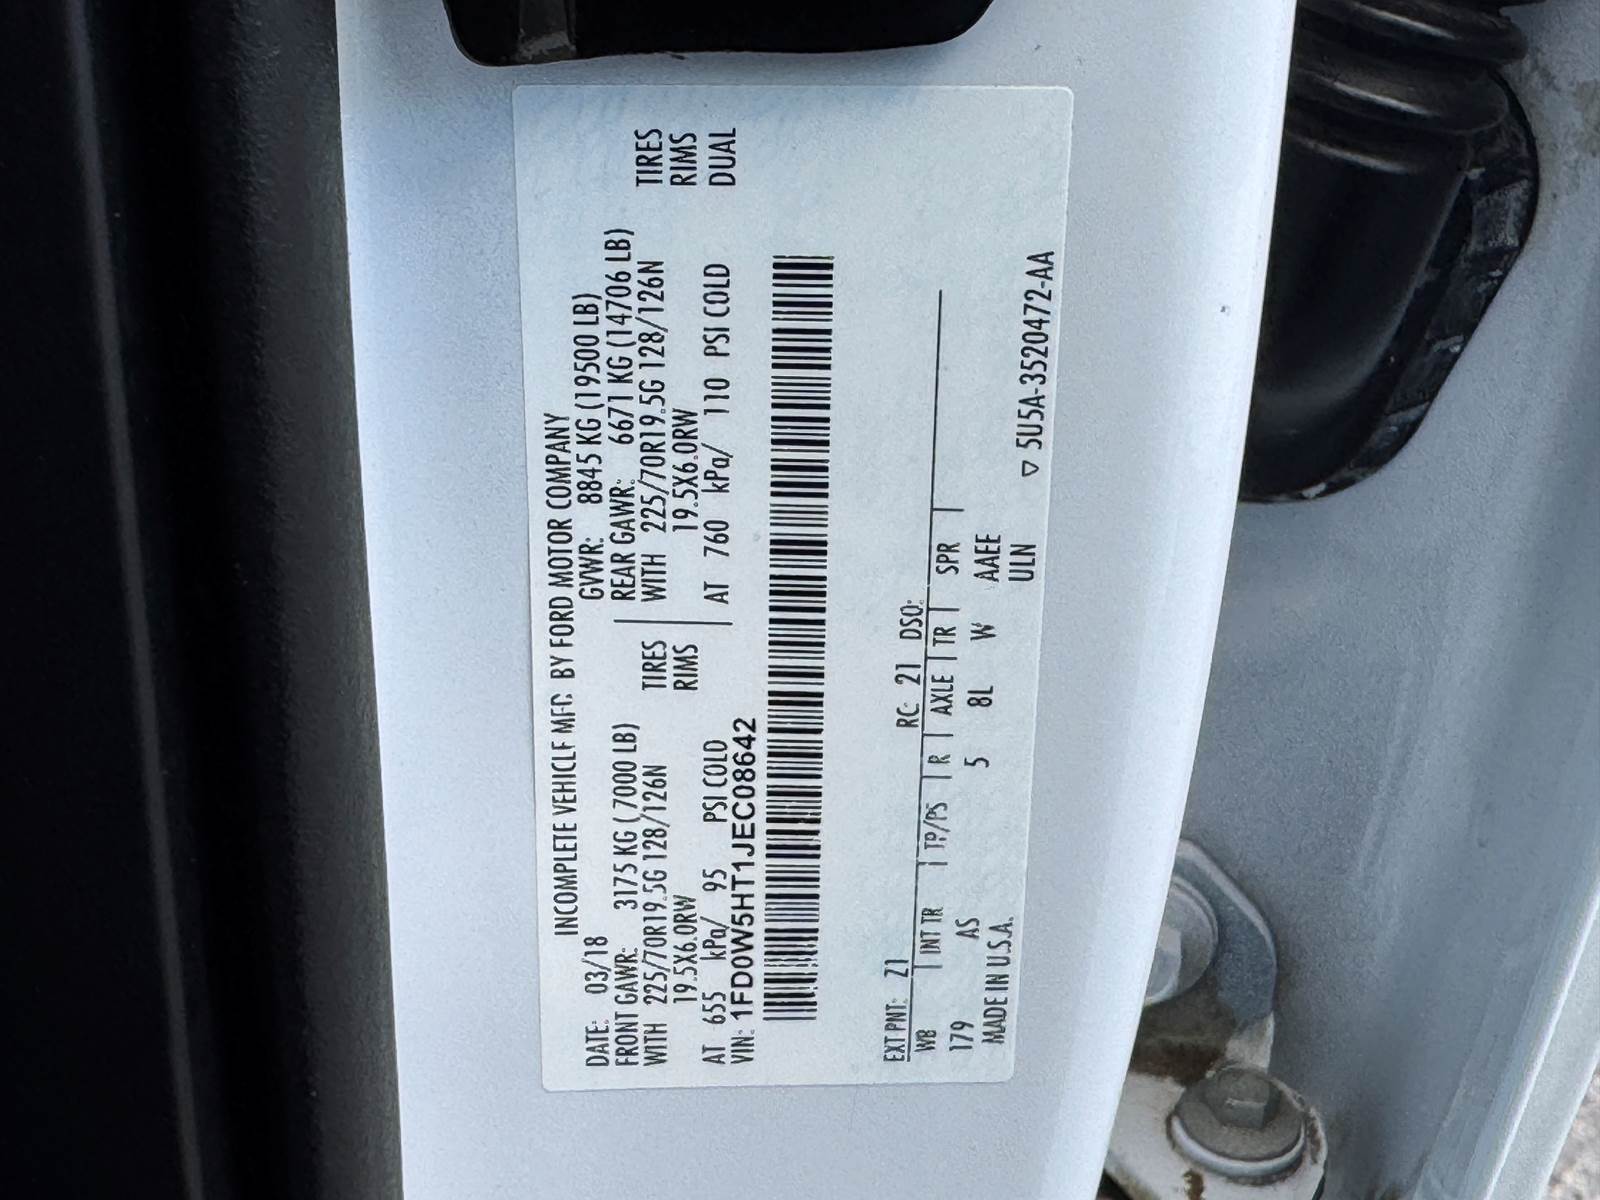 INCOMPLETE VEHICLE MFD. BY FORD MOTOR COMPANY
DATE: 03/18 GVWR: 8845 KG (19500 LB)
FRONT GAWR: 3175 KG (7000 LB) REAR GAWR: 6671 KG (14706 LB)
WITH 225/70R19.5G 128/126N TIRES WITH 225/70R19.5G 128/126N TIRES
19.5X6.0RW RIMS 19.5X6.0RW RIMS
AT 655 kPa/ 95 PSI COLD AT 760 kPa/ 110 PSI COLD DUAL
VIN: 1FD0W5HT1JEC08642
EXT PNT: Z1 RC: 21 DSO:
WB INT TR TP/PS R AXLE TR SPR
179 AS 5 8L W AAEE
MADE IN U.S.A. ULN
▽ 5U5A-3520472-AA